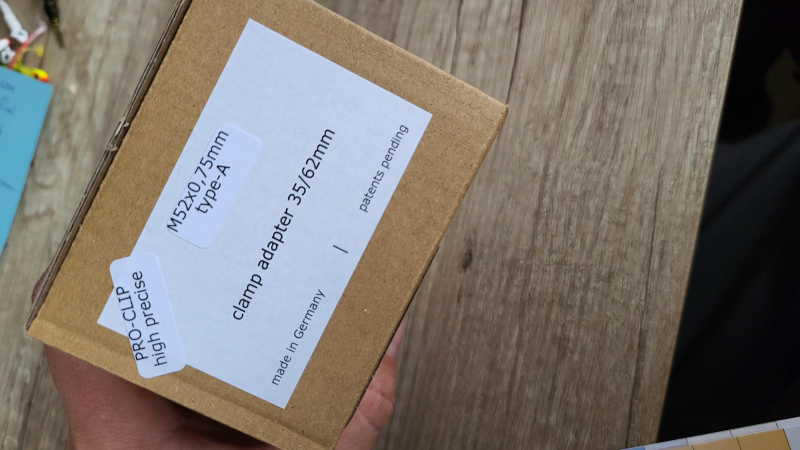 M52x0,75mm
type-A
clamp adapter 35/62mm
made in Germany | patents pending
PRO-CLIP
high precise